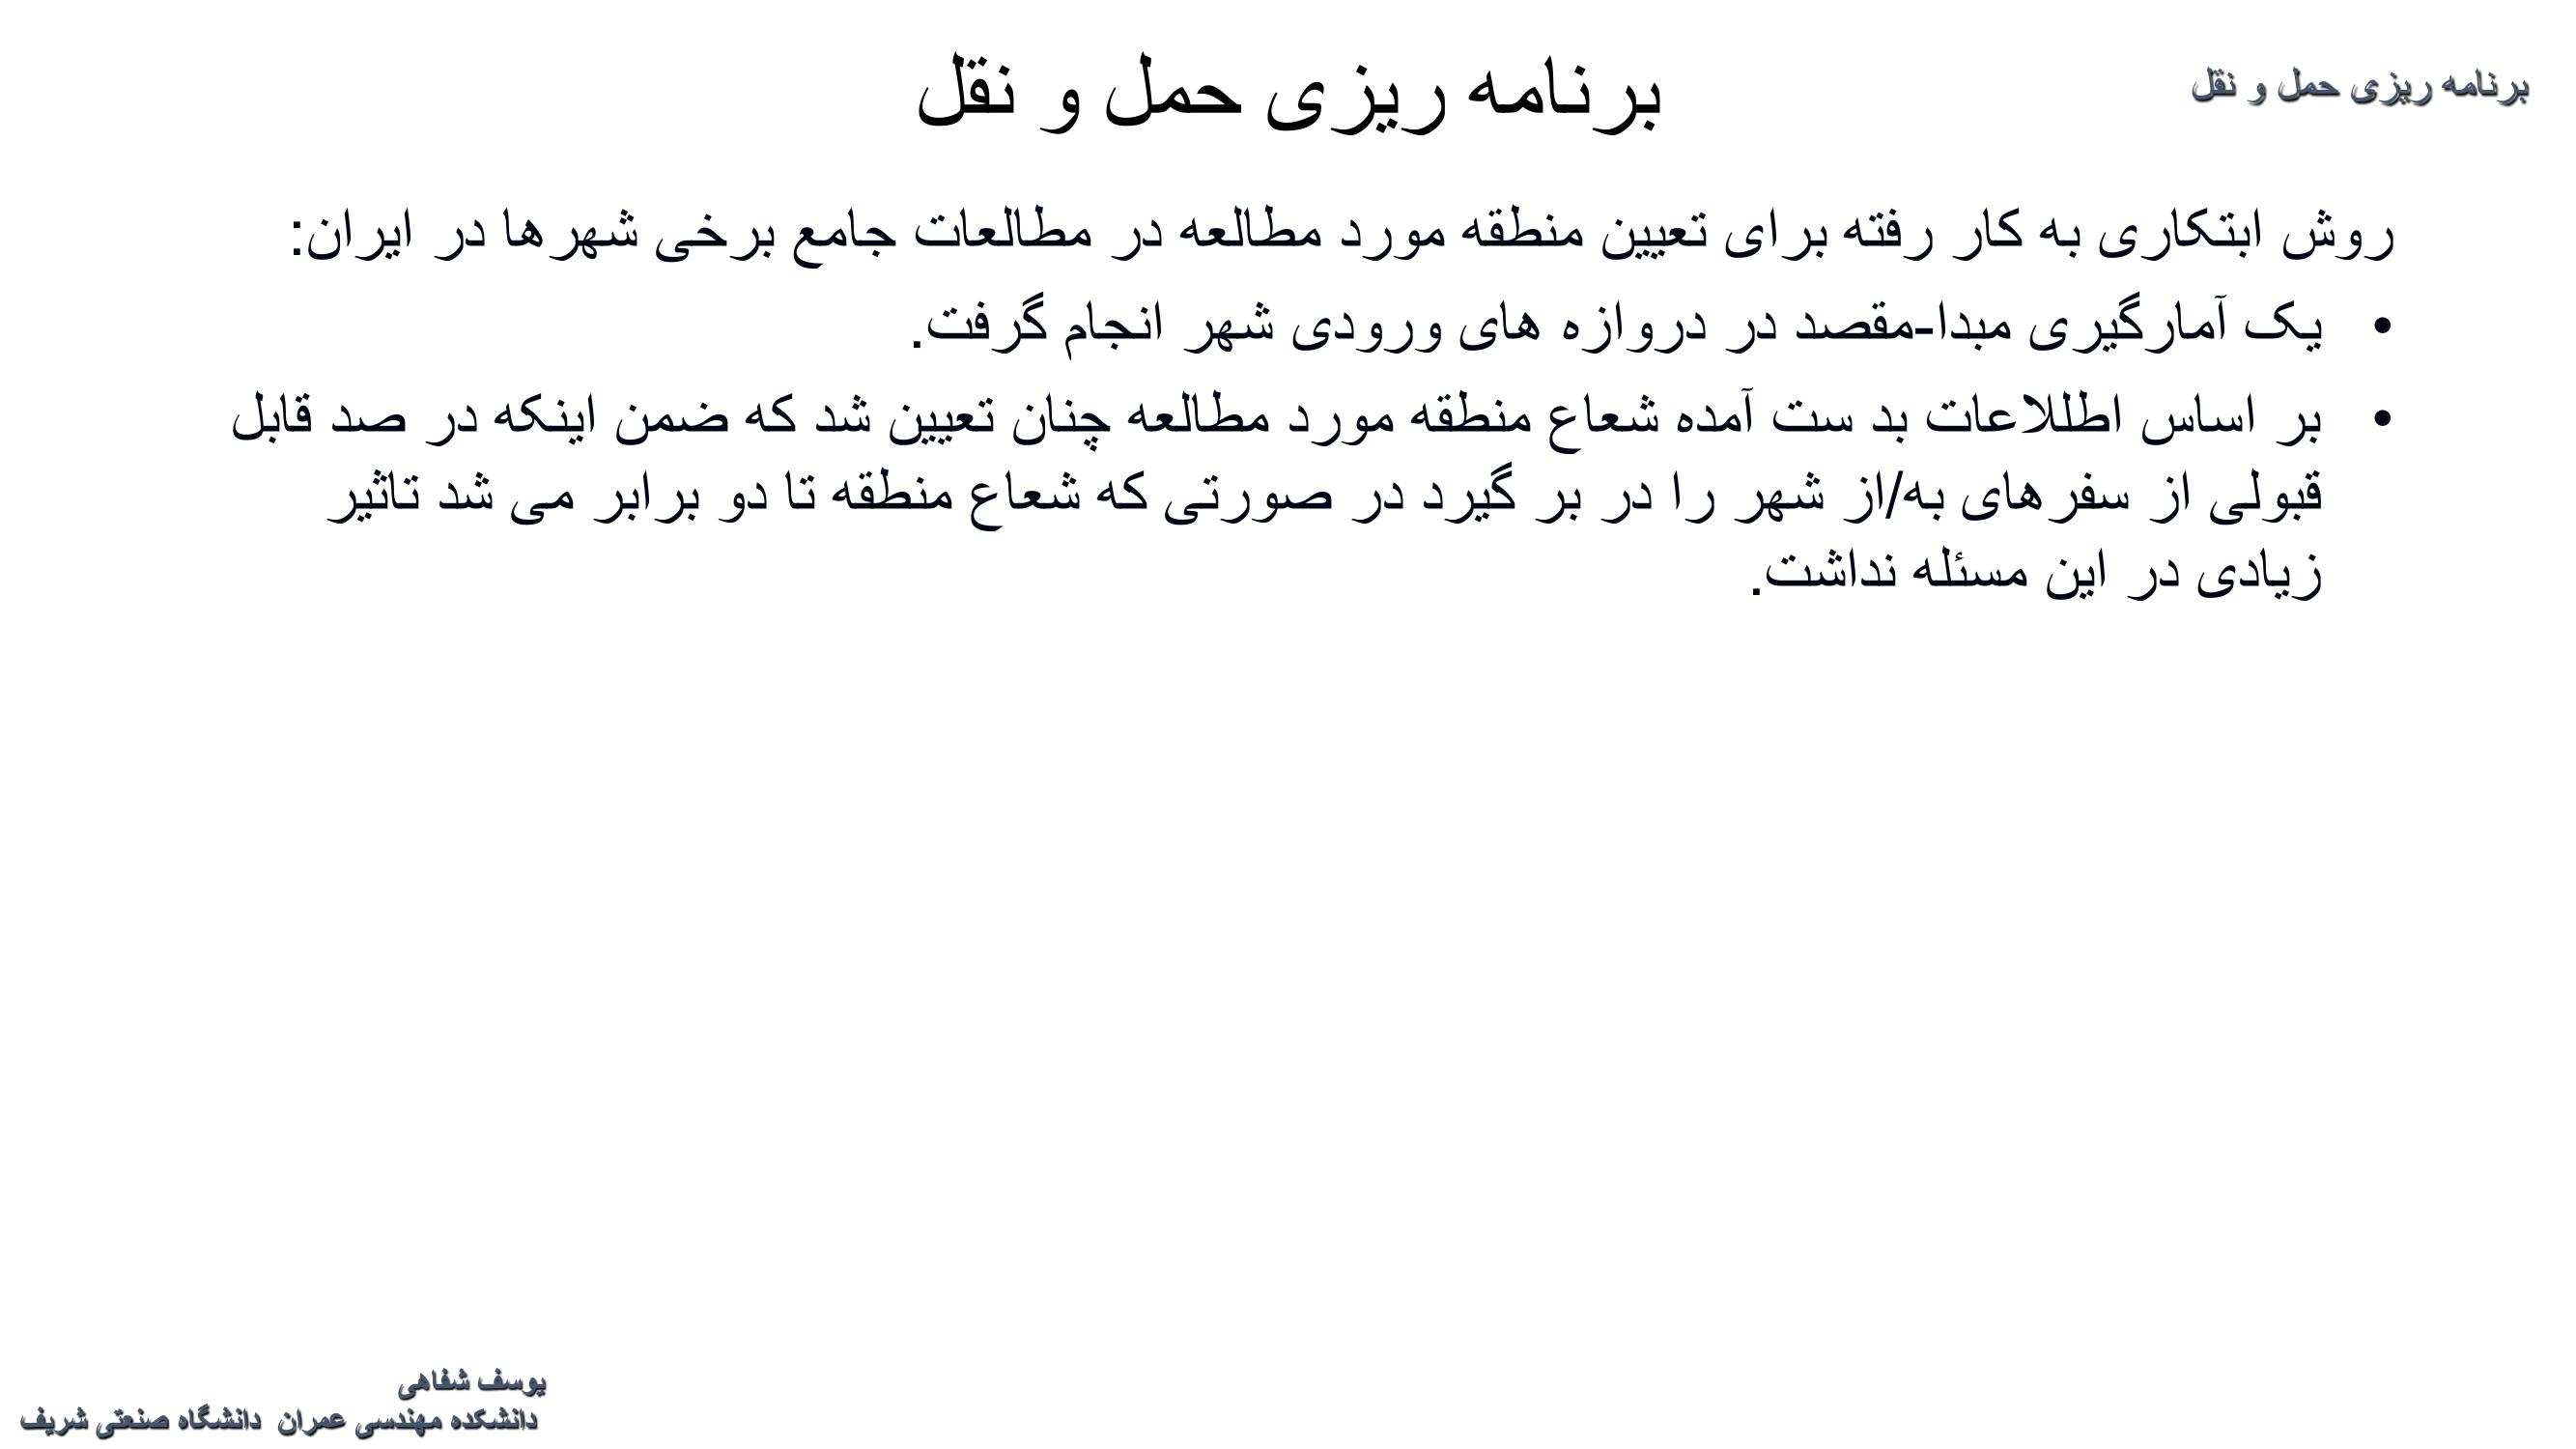 برنامه ریزی حمل و نقل
برنامه ریزی حمل و نقل
روش ابتکاری به کار رفته برای تعیین منطقه مورد مطالعه در مطالعات جامع برخی شهرها در ایران:
• یک آمارگیری مبدا-مقصد در دروازه های ورودی شهر انجام گرفت.
• بر اساس اطلاعات بد ست آمده شعاع منطقه مورد مطالعه چنان تعیین شد که ضمن اینکه در صد قابل
قبولی از سفرهای به/از شهر را در بر گیرد در صورتی که شعاع منطقه تا دو برابر می شد تاثیر
زیادی در این مسئله نداشت.
یوسف شفاهی
دانشکده مهندسی عمران دانشگاه صنعتی شریف